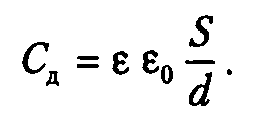 C_д = ε ε₀ S/d.